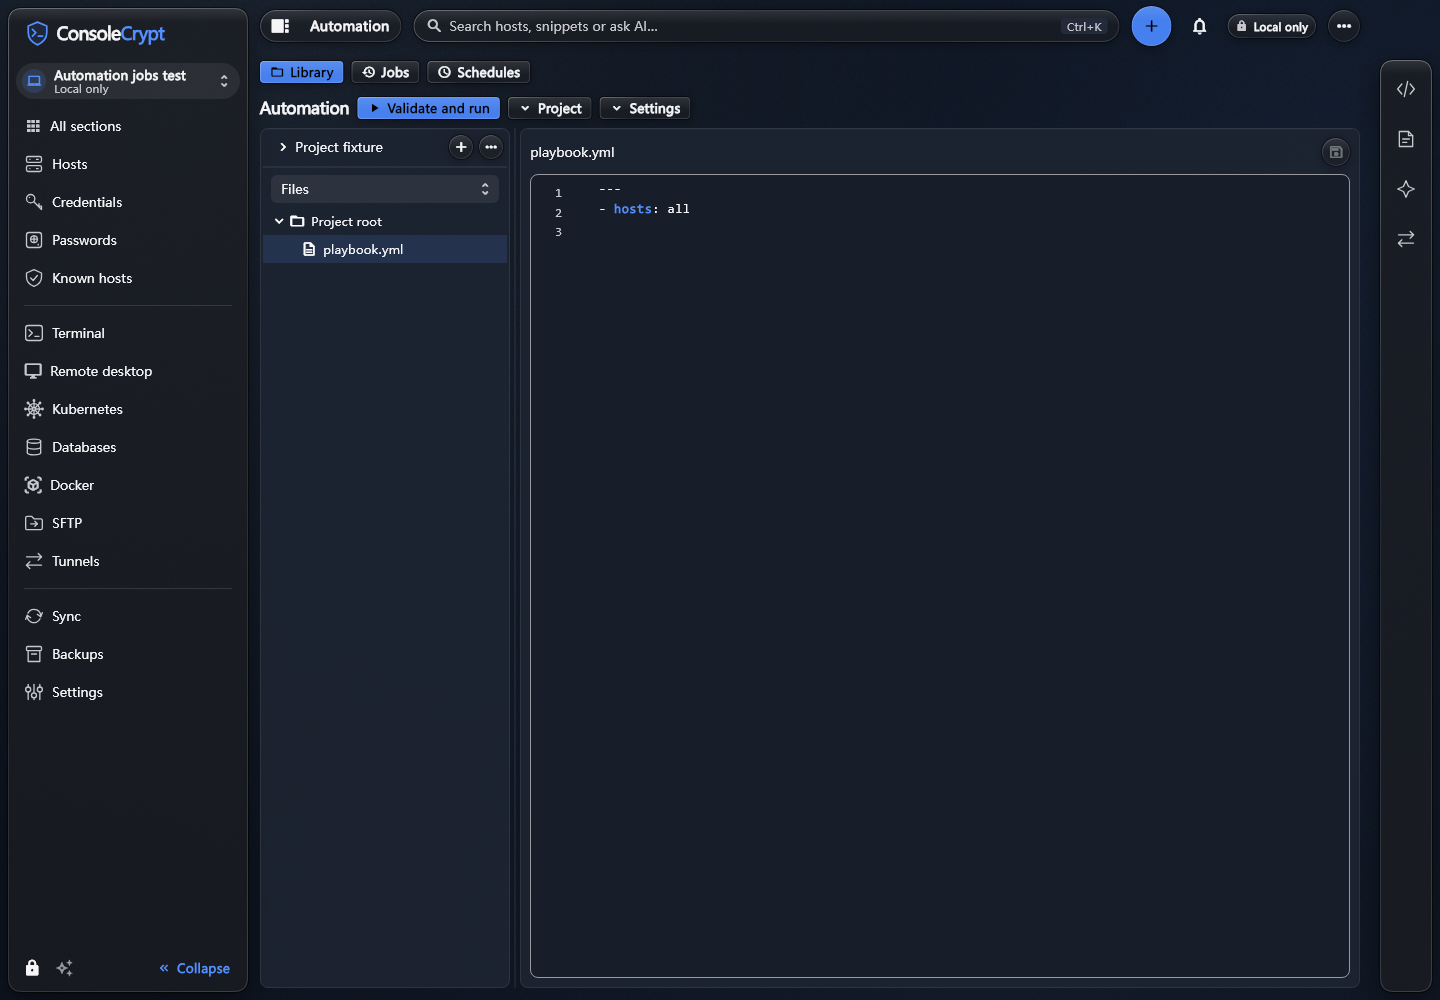 ConsoleCrypt
Automation jobs test
Local only
All sections
Hosts
Credentials
Passwords
Known hosts
Terminal
Remote desktop
Kubernetes
Databases
Docker
SFTP
Tunnels
Sync
Backups
Settings
Collapse
Automation
Search hosts, snippets or ask AI...
Ctrl+K
Local only
Library
Jobs
Schedules
Automation
Validate and run
Project
Settings
Project fixture
Files
Project root
playbook.yml
playbook.yml
1 ---
2 - hosts: all
3